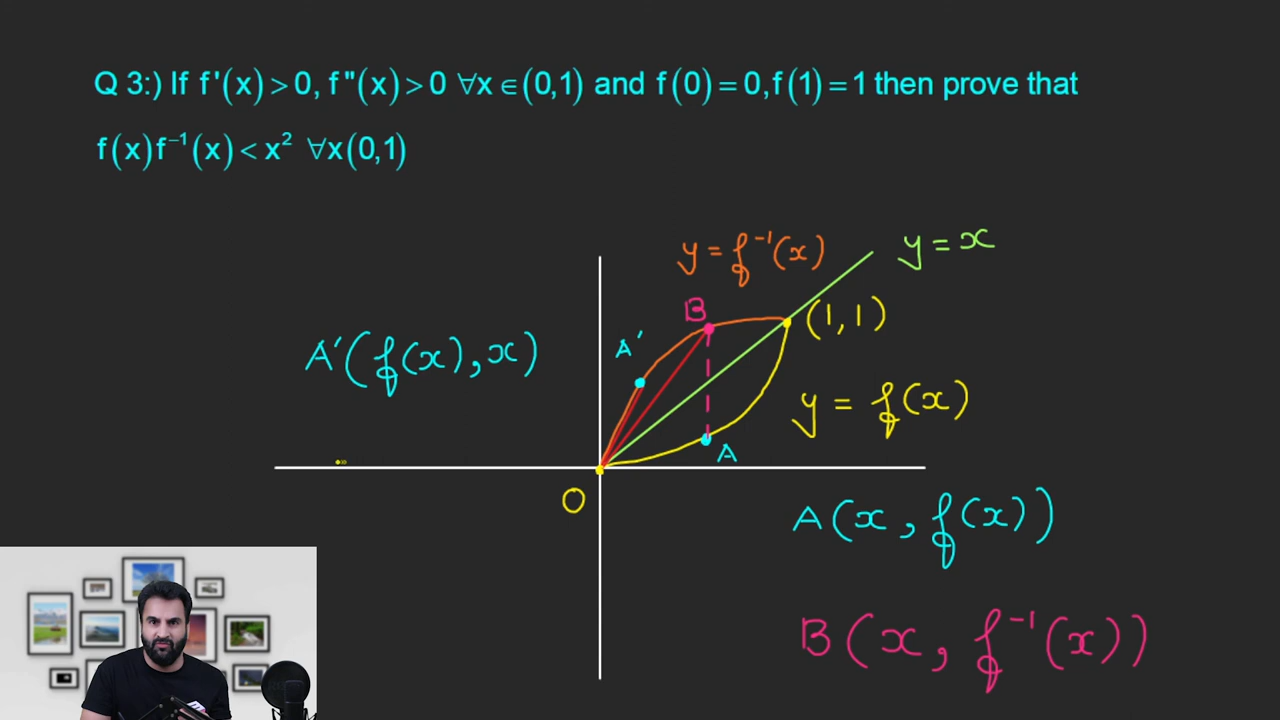 Q 3:) If f'(x) > 0, f"(x) > 0 ∀x ∈ (0,1) and f(0) = 0, f(1) = 1 then prove that
f(x)f⁻¹(x) < x² ∀x(0,1)
y = f⁻¹(x)
y = x
B
(1, 1)
A'
A'(f(x), x)
y = f(x)
A
O
A(x, f(x))
B(x, f⁻¹(x))